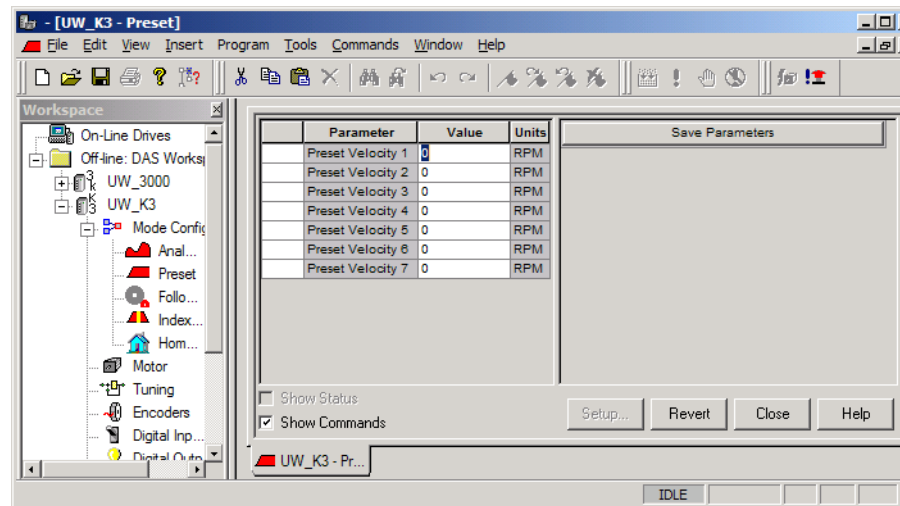 - [UW_K3 - Preset]
File Edit View Insert Program Tools Commands Window Help
Workspace
On-Line Drives
Off-line: DAS Worksp
UW_3000
UW_K3
Mode Config
Anal...
Preset
Follo...
Index...
Hom...
Motor
Tuning
Encoders
Digital Inp...
Digital Outp
Parameter Value Units
Preset Velocity 1 0 RPM
Preset Velocity 2 0 RPM
Preset Velocity 3 0 RPM
Preset Velocity 4 0 RPM
Preset Velocity 5 0 RPM
Preset Velocity 6 0 RPM
Preset Velocity 7 0 RPM
Save Parameters
Show Status
Show Commands
Setup... Revert Close Help
UW_K3 - Pr...
IDLE